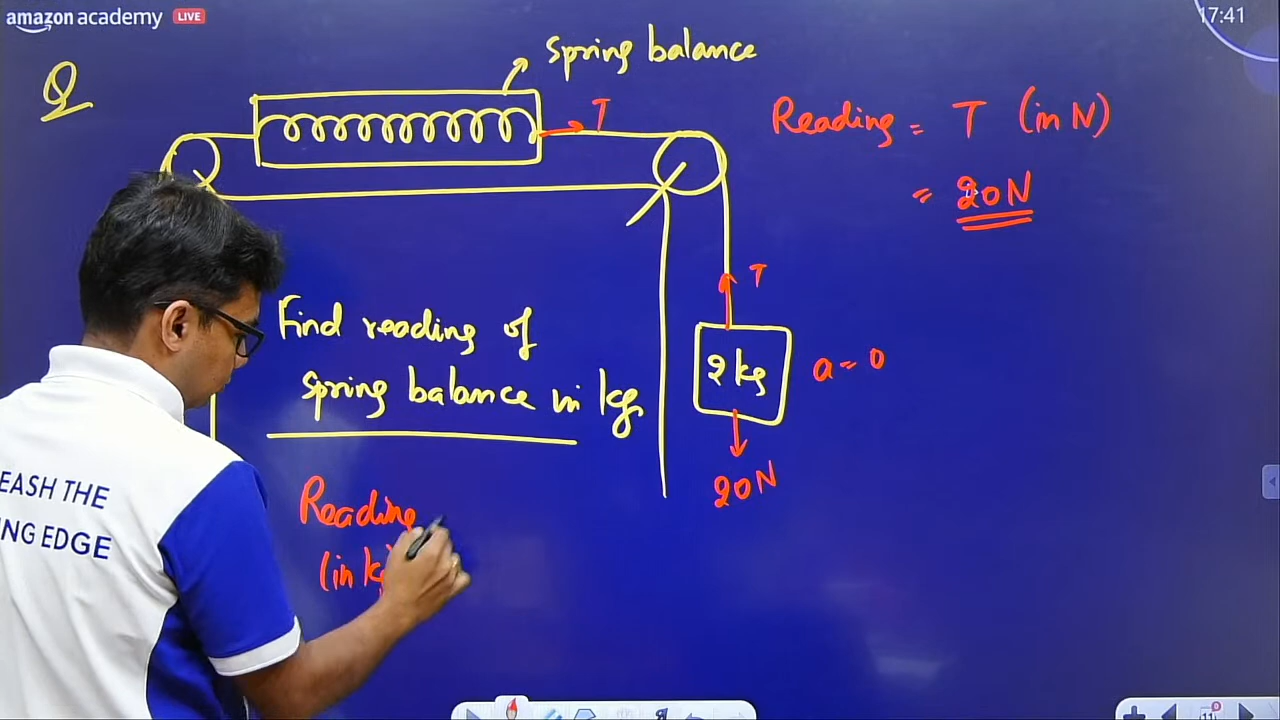 amazon academy LIVE
17:41
Q
Spring balance
T
Reading = T (in N)
= 20N
T
Find reading of
spring balance in kg
2 kg
a = 0
20N
Reading
(in kg)
EASH THE
NG EDGE